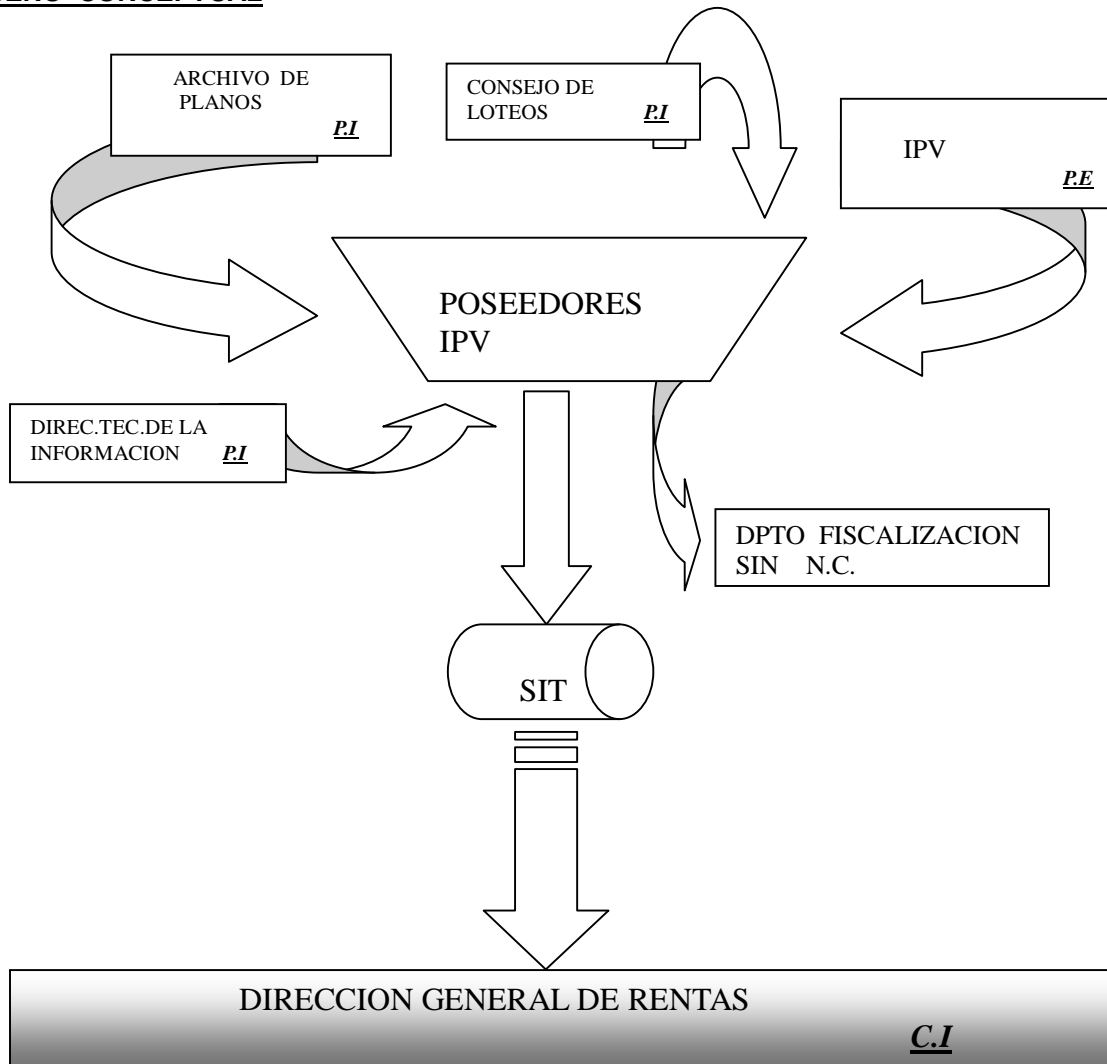 ARCHIVO DE
PLANOS
P.I
CONSEJO DE
LOTEOS P.I
IPV
P.E
POSEEDORES
IPV
DIREC.TEC.DE LA
INFORMACION P.I
DPTO FISCALIZACION
SIN N.C.
SIT
DIRECCION GENERAL DE RENTAS
C.I